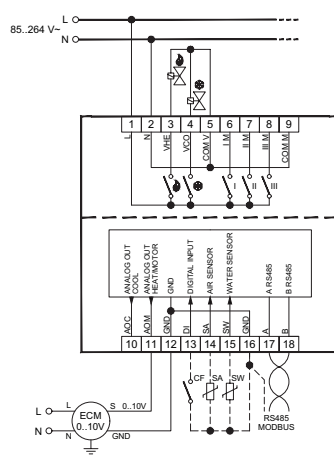 L
85..264 V~
N
1 2 3 4 5 6 7 8 9
L
N
VHE
VCO
COM V
I M
II M
III M
COM M
I
II
III
ANALOG OUT
COOL
ANALOG OUT
HEAT/MOTOR
GND
DIGITAL INPUT
AIR SENSOR
WATER SENSOR
A RS485
B RS485
AOC
AOM
GND
DI
SA
SW
GND
A
B
10 11 12 13 14 15 16 17 18
CF
SA
SW
L
L
S 0...10V
ECM
0...10V
N
N
GND
RS485
MODBUS